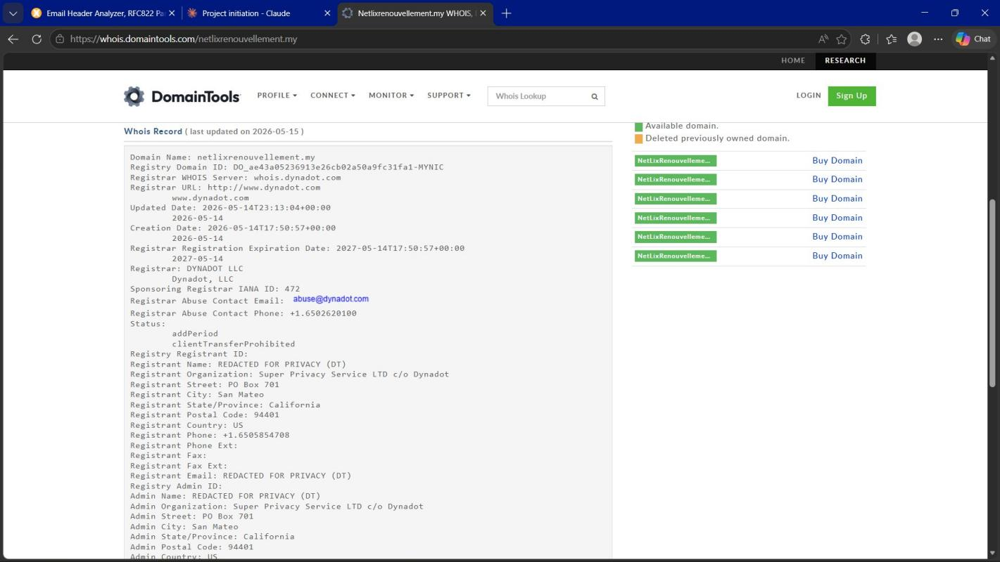 Email Header Analyzer, RFC822 Pa
Project initiation - Claude
Netlixrenouvellement.my WHOIS,
https://whois.domaintools.com/netlixrenouvellement.my
Chat
HOME
RESEARCH
DomainTools
PROFILE
CONNECT
MONITOR
SUPPORT
Whois Lookup
LOGIN
Sign Up
Whois Record ( last updated on 2026-05-15 )
Domain Name: netlixrenouvellement.my
Registry Domain ID: DO_ae43a05236913e26cb02a50a9fc31fa1-MYNIC
Registrar WHOIS Server: whois.dynadot.com
Registrar URL: http://www.dynadot.com
www.dynadot.com
Updated Date: 2026-05-14T23:13:04+00:00
2026-05-14
Creation Date: 2026-05-14T17:50:57+00:00
2026-05-14
Registrar Registration Expiration Date: 2027-05-14T17:50:57+00:00
2027-05-14
Registrar: DYNADOT LLC
Dynadot, LLC
Sponsoring Registrar IANA ID: 472
Registrar Abuse Contact Email: abuse@dynadot.com
Registrar Abuse Contact Phone: +1.6502620100
Status:
addPeriod
clientTransferProhibited
Registry Registrant ID:
Registrant Name: REDACTED FOR PRIVACY (DT)
Registrant Organization: Super Privacy Service LTD c/o Dynadot
Registrant Street: PO Box 701
Registrant City: San Mateo
Registrant State/Province: California
Registrant Postal Code: 94401
Registrant Country: US
Registrant Phone: +1.6505854708
Registrant Phone Ext:
Registrant Fax:
Registrant Fax Ext:
Registrant Email: REDACTED FOR PRIVACY (DT)
Registry Admin ID:
Admin Name: REDACTED FOR PRIVACY (DT)
Admin Organization: Super Privacy Service LTD c/o Dynadot
Admin Street: PO Box 701
Admin City: San Mateo
Admin State/Province: California
Admin Postal Code: 94401
Admin Country: US
Available domain.
Deleted previously owned domain.
NetLixRenouvelleme... Buy Domain
NetLixRenouvelleme... Buy Domain
NetLixRenouvelleme... Buy Domain
NetLixRenouvelleme... Buy Domain
NetLixRenouvelleme... Buy Domain
NetLixRenouvelleme... Buy Domain